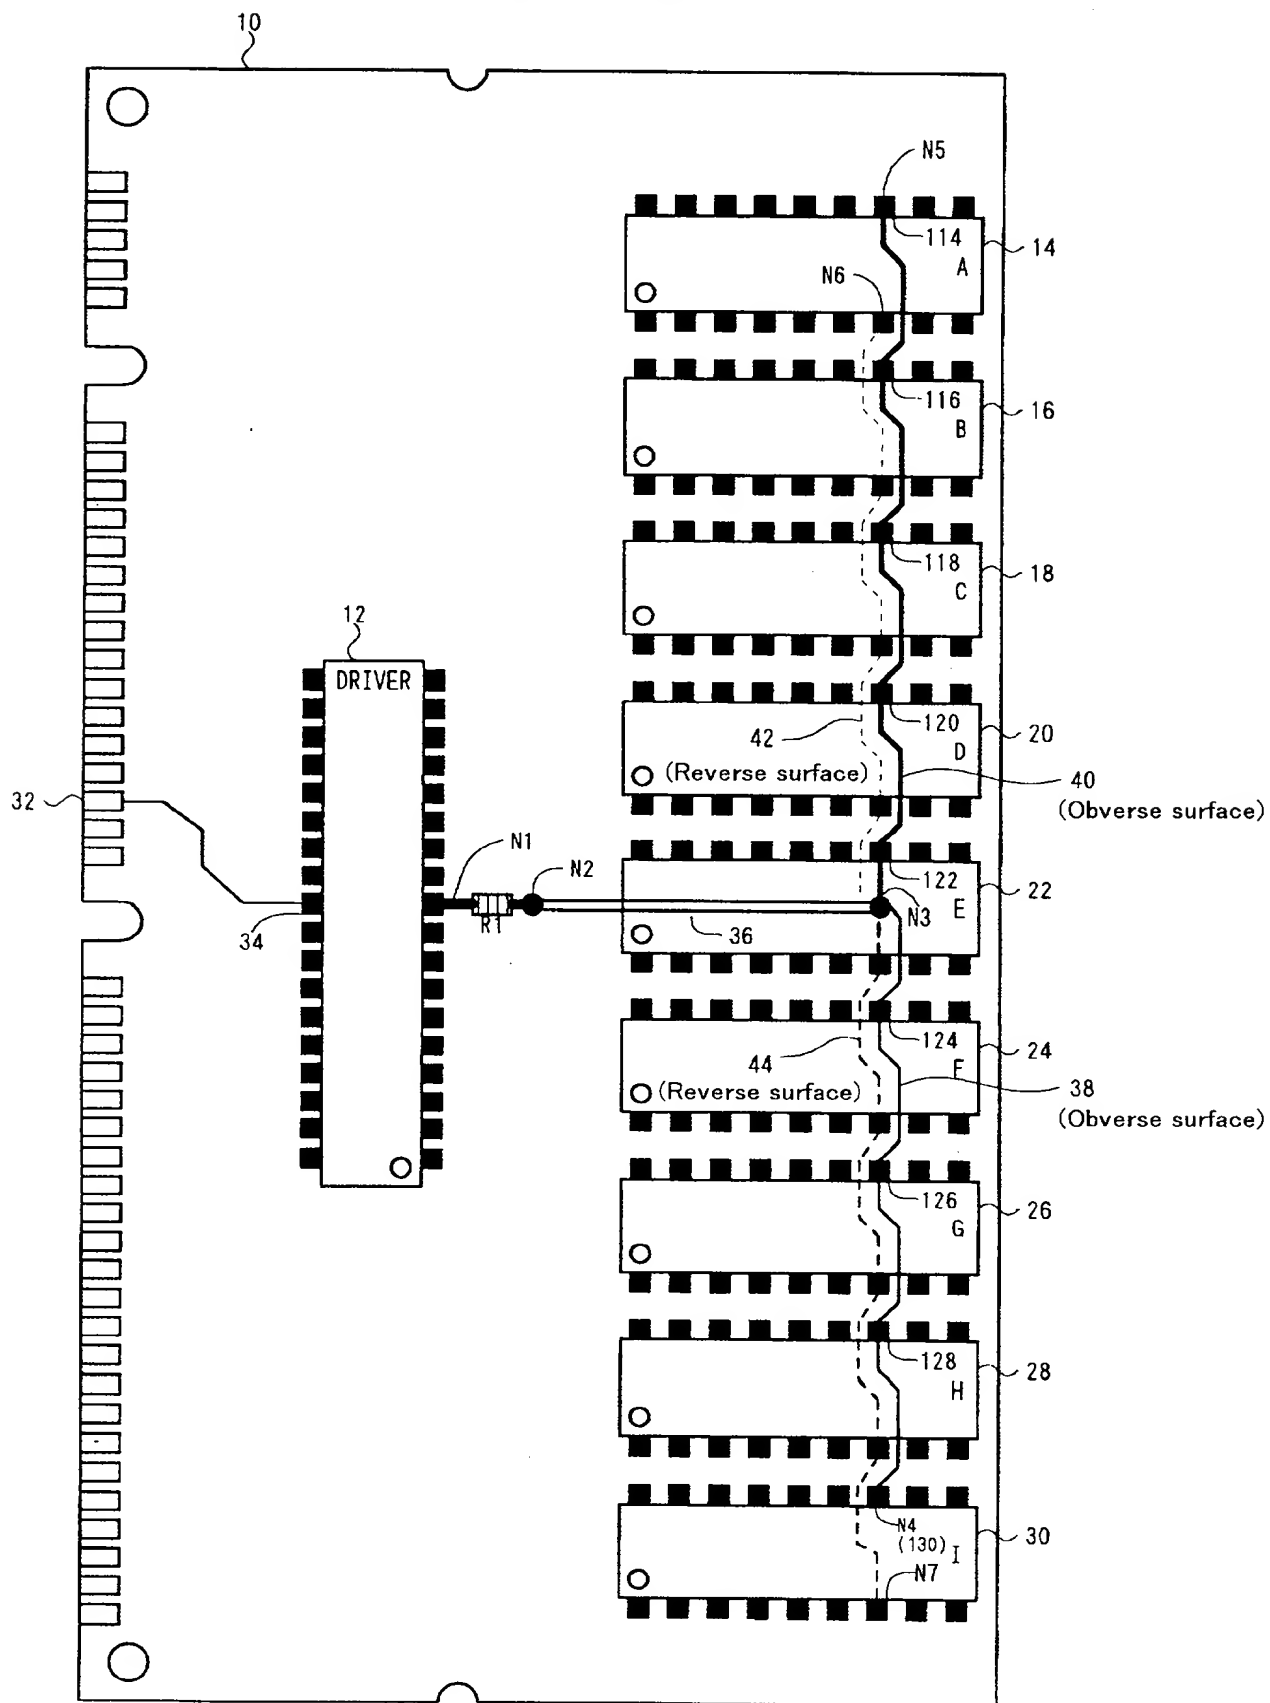 10
N5
114
14
A
N6
116
16
B
118
18
C
12
DRIVER
120
20
42
D
(Reverse surface)
40
(Obverse surface)
32
N1
N2
122
22
E
N3
34
R1
36
124
24
44
F
(Reverse surface)
38
(Obverse surface)
126
26
G
128
28
H
N4
(130)
I
30
N7